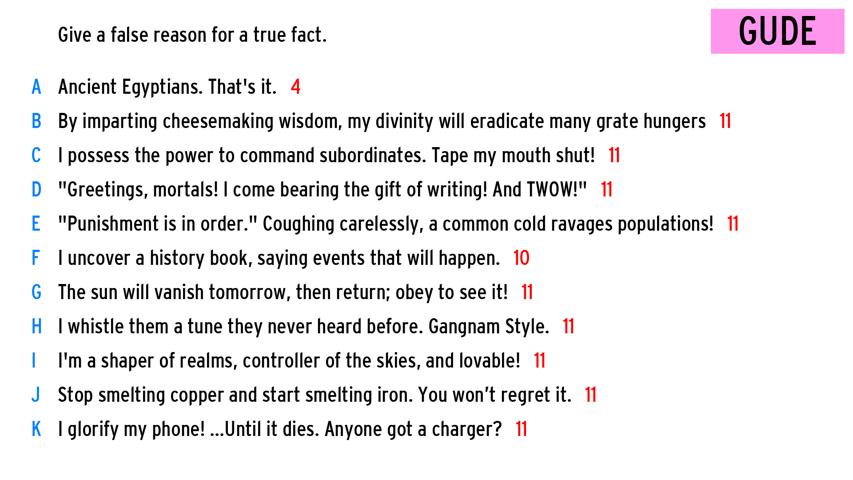 Give a false reason for a true fact.
GUDE
A Ancient Egyptians. That's it. 4
B By imparting cheesemaking wisdom, my divinity will eradicate many grate hungers 11
C I possess the power to command subordinates. Tape my mouth shut! 11
D "Greetings, mortals! I come bearing the gift of writing! And TWOW!" 11
E "Punishment is in order." Coughing carelessly, a common cold ravages populations! 11
F I uncover a history book, saying events that will happen. 10
G The sun will vanish tomorrow, then return; obey to see it! 11
H I whistle them a tune they never heard before. Gangnam Style. 11
I I'm a shaper of realms, controller of the skies, and lovable! 11
J Stop smelting copper and start smelting iron. You won’t regret it. 11
K I glorify my phone! ...Until it dies. Anyone got a charger? 11